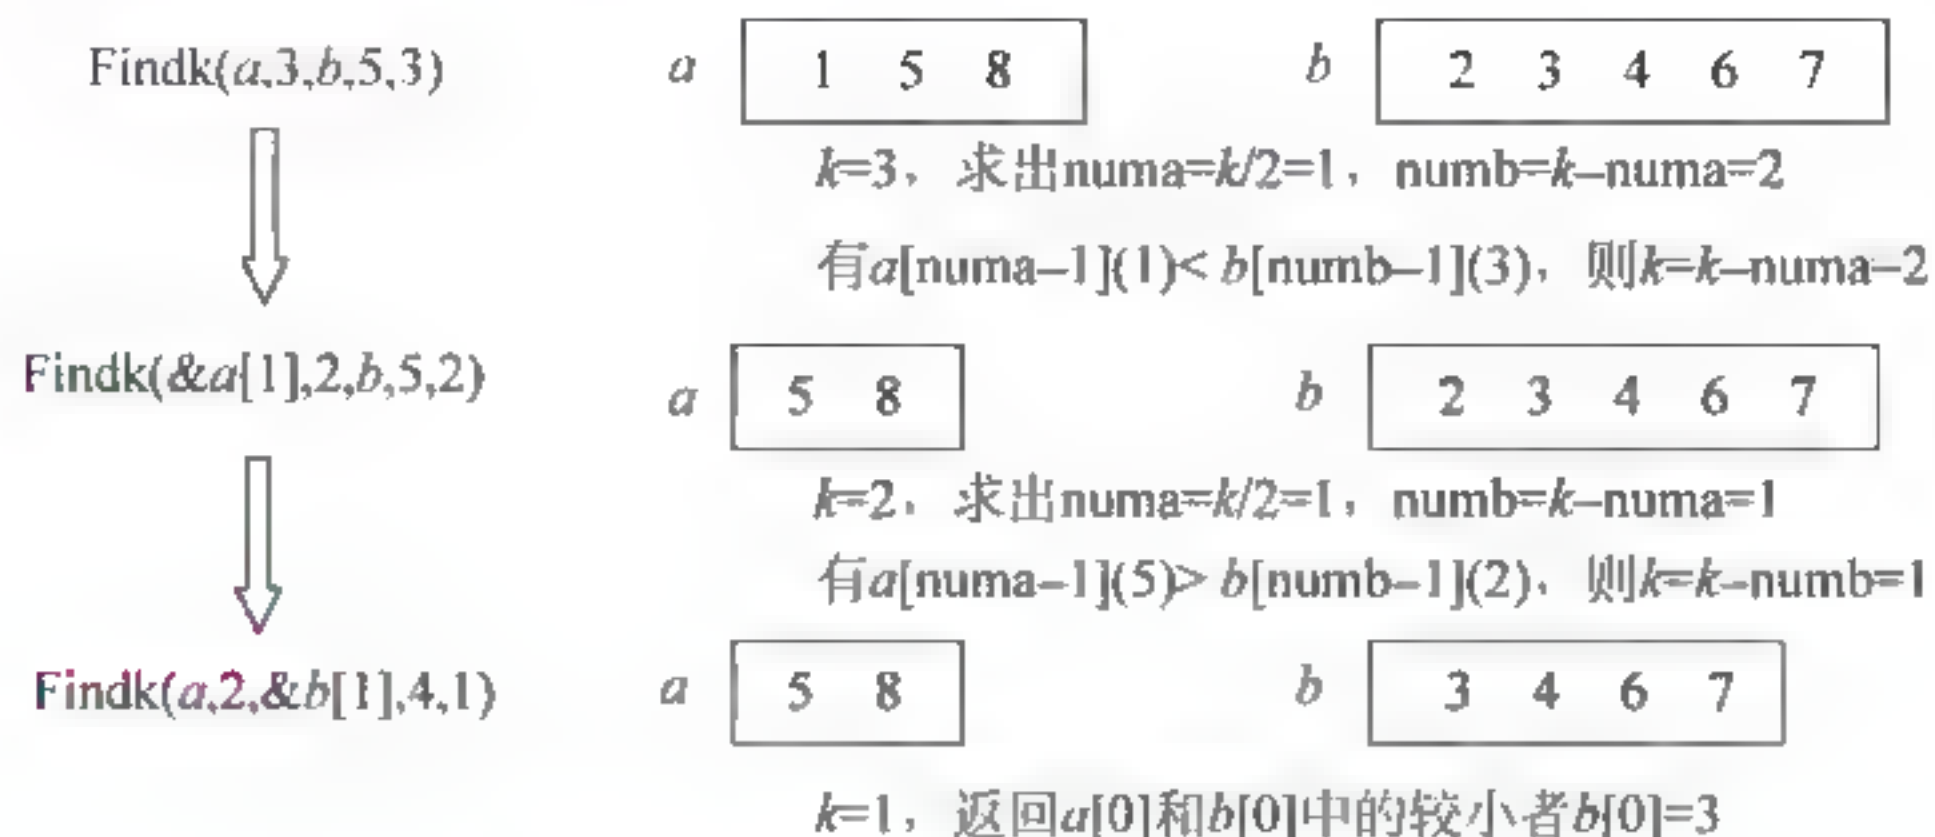 Findk(a,3,b,5,3)
a 1 5 8 b 2 3 4 6 7
k=3，求出numa=k/2=1，numb=k–numa=2
有a[numa–1](1)< b[numb–1](3)，则k=k–numa=2
Findk(&a[1],2,b,5,2)
a 5 8 b 2 3 4 6 7
k=2，求出numa=k/2=1，numb=k–numa=1
有a[numa–1](5)> b[numb–1](2)，则k=k–numb=1
Findk(a,2,&b[1],4,1)
a 5 8 b 3 4 6 7
k=1，返回a[0]和b[0]中的较小者b[0]=3